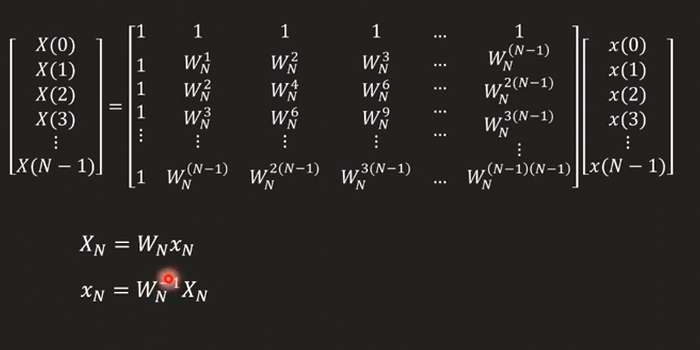 [X(0) X(1) X(2) X(3) ⋮ X(N − 1)] = [1 1 1 1 ... 1
1 W_N^1 W_N^2 W_N^3 ... W_N^(N−1)
1 W_N^2 W_N^4 W_N^6 ... W_N^2(N−1)
1 W_N^3 W_N^6 W_N^9 ... W_N^3(N−1)
⋮ ⋮ ⋮ ⋮ ⋮
1 W_N^(N−1) W_N^2(N−1) W_N^3(N−1) ... W_N^(N−1)(N−1)] [x(0) x(1) x(2) x(3) ⋮ x(N − 1)]
X_N = W_N x_N
x_N = W_N^−1 X_N